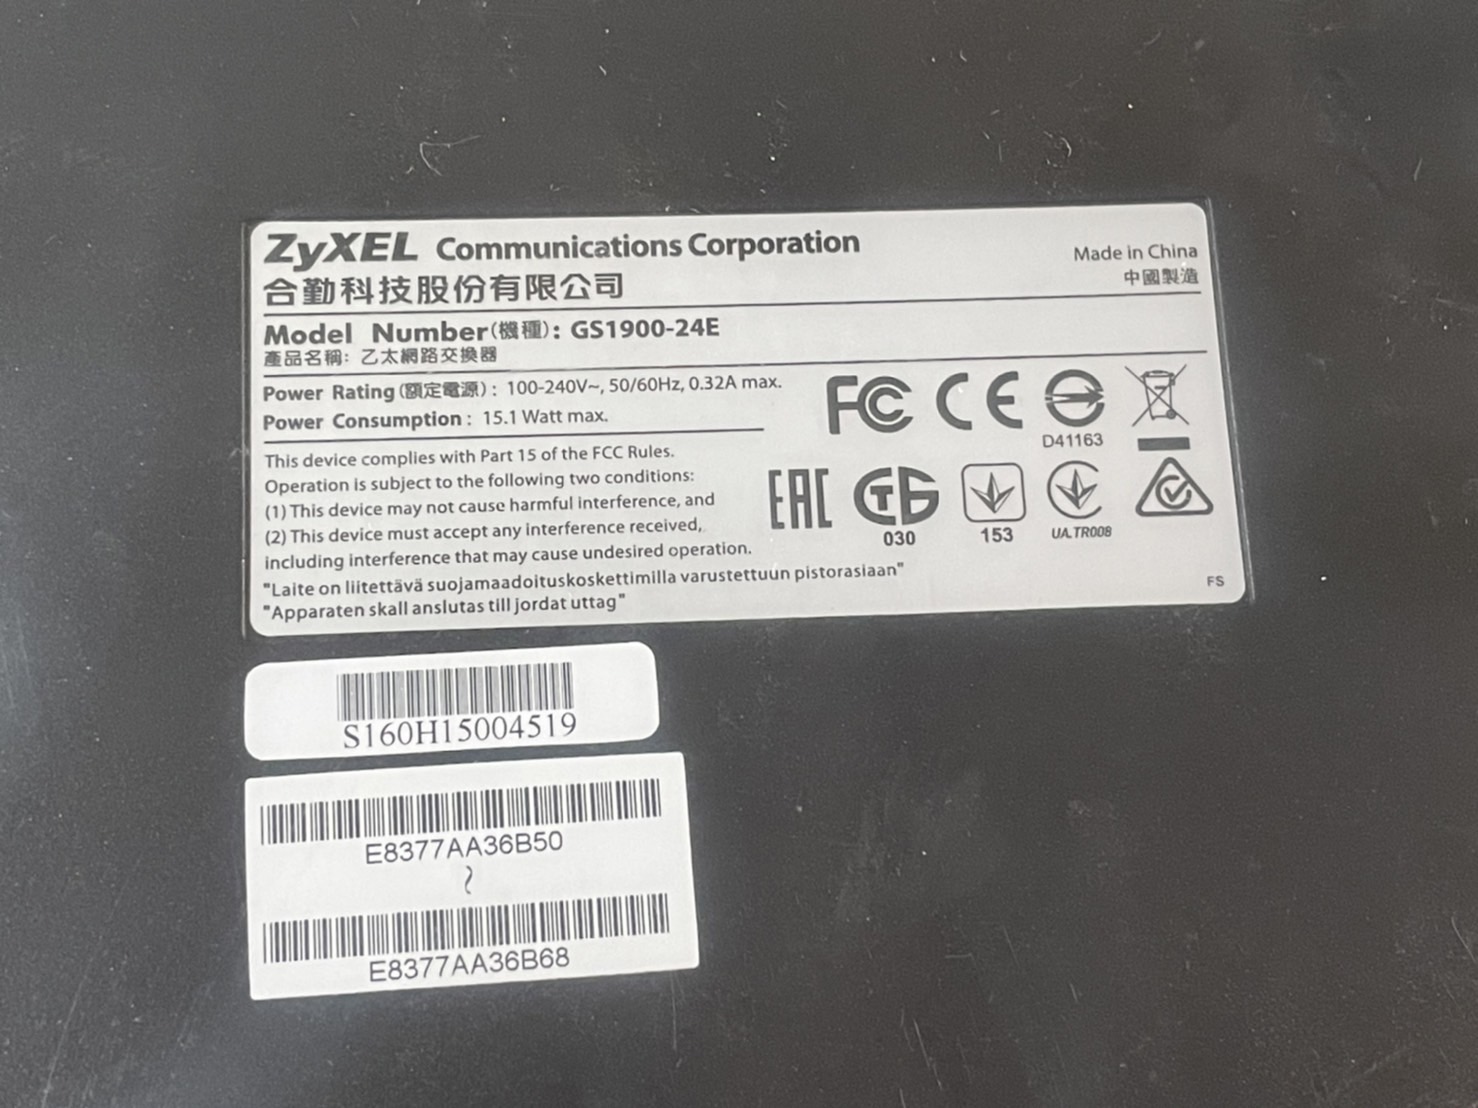 ZyXEL Communications Corporation
合勤科技股份有限公司
Made in China
中國製造
Model Number(機種): GS1900-24E
產品名稱: 乙太網路交換器
Power Rating(額定電源): 100-240V~, 50/60Hz, 0.32A max.
Power Consumption: 15.1 Watt max.
This device complies with Part 15 of the FCC Rules.
Operation is subject to the following two conditions:
(1) This device may not cause harmful interference, and
(2) This device must accept any interference received,
including interference that may cause undesired operation.
"Laite on liitettävä suojamaadoituskoskettimilla varustettuun pistorasiaan"
"Apparaten skall anslutas till jordat uttag"
FC CE
D41163
EAC
030
153
UA.TR008
FS
S160H15004519
E8377AA36B50
~
E8377AA36B68